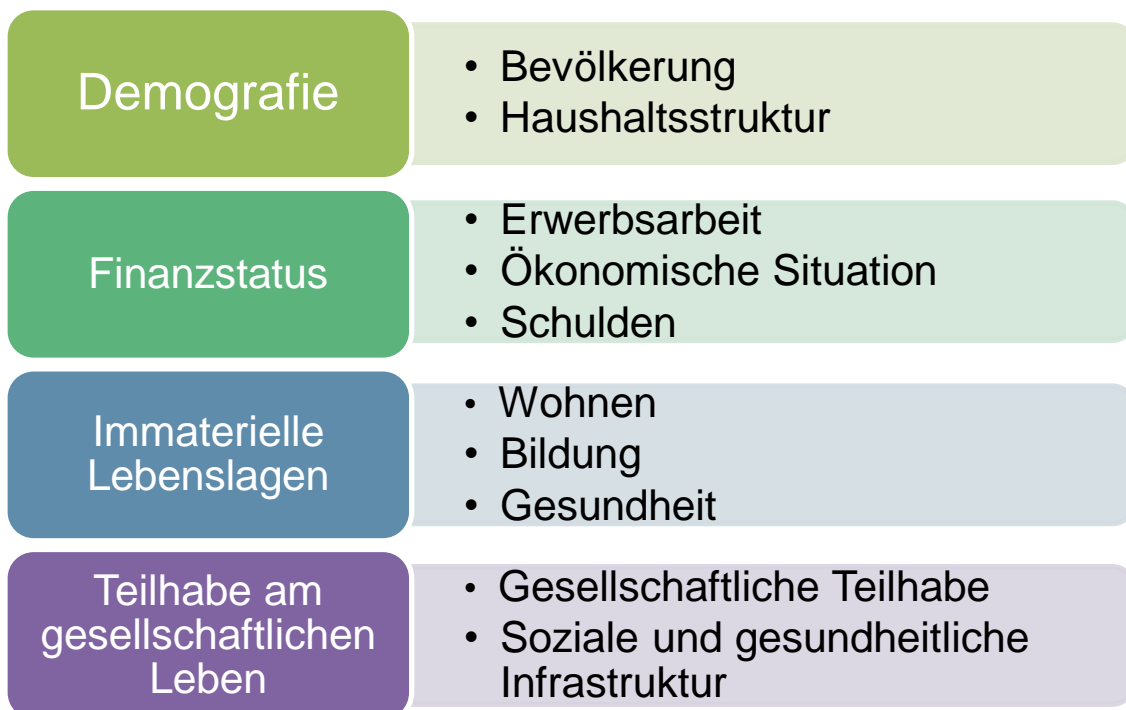 Demografie
• Bevölkerung
• Haushaltsstruktur
Finanzstatus
• Erwerbsarbeit
• Ökonomische Situation
• Schulden
Immaterielle
Lebenslagen
• Wohnen
• Bildung
• Gesundheit
Teilhabe am
gesellschaftlichen
Leben
• Gesellschaftliche Teilhabe
• Soziale und gesundheitliche
Infrastruktur